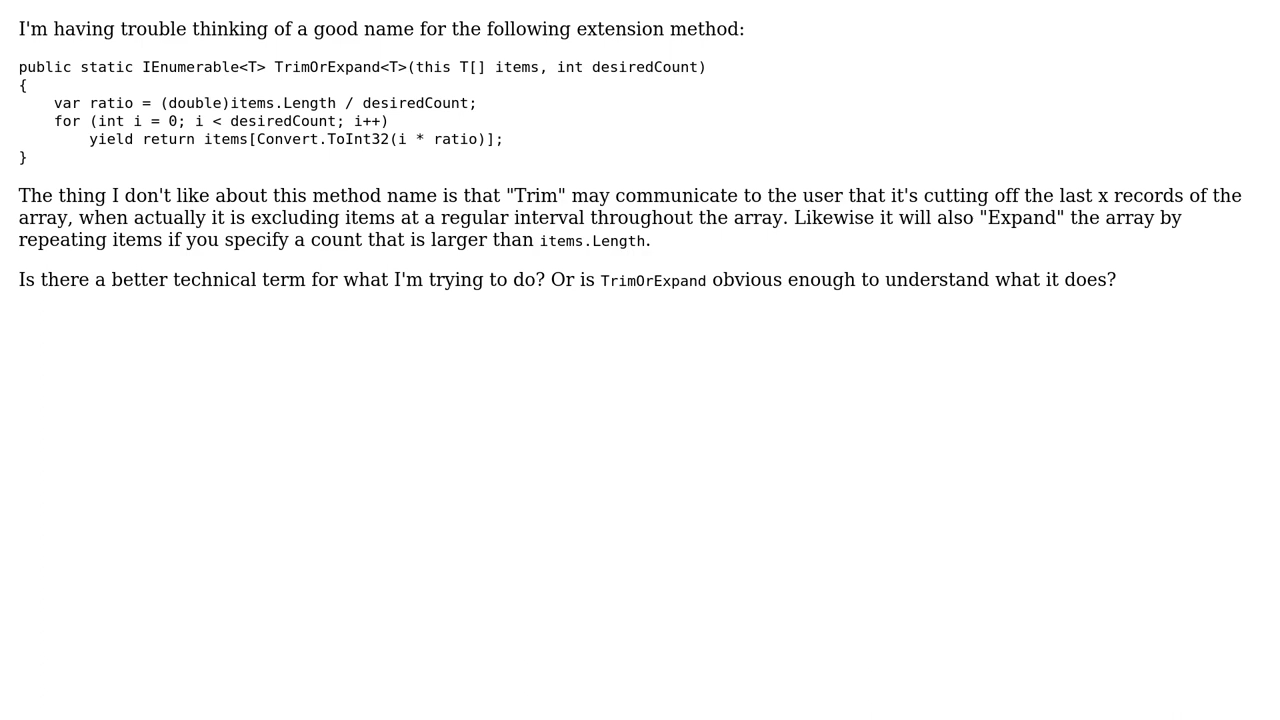 I'm having trouble thinking of a good name for the following extension method:
public static IEnumerable<T> TrimOrExpand<T>(this T[] items, int desiredCount)
{
    var ratio = (double)items.Length / desiredCount;
    for (int i = 0; i < desiredCount; i++)
        yield return items[Convert.ToInt32(i * ratio)];
}
The thing I don't like about this method name is that "Trim" may communicate to the user that it's cutting off the last x records of the
array, when actually it is excluding items at a regular interval throughout the array. Likewise it will also "Expand" the array by
repeating items if you specify a count that is larger than items.Length.
Is there a better technical term for what I'm trying to do? Or is TrimOrExpand obvious enough to understand what it does?